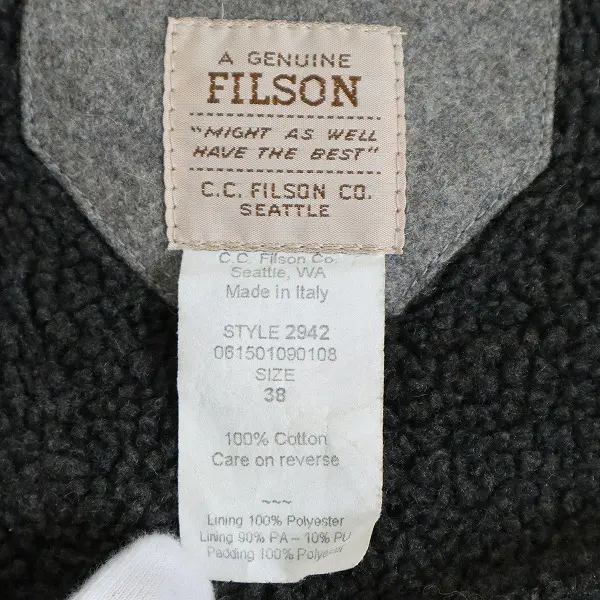 A GENUINE
FILSON
"MIGHT AS WELL
HAVE THE BEST"
C.C. FILSON CO.
SEATTLE
C.C. Filson Co.
Seattle, WA
Made in Italy
STYLE 2942
061501090108
SIZE
38
100% Cotton
Care on reverse
~~~
Lining 100% Polyester
Lining 90% PA – 10% PU
Padding 100% Polyester